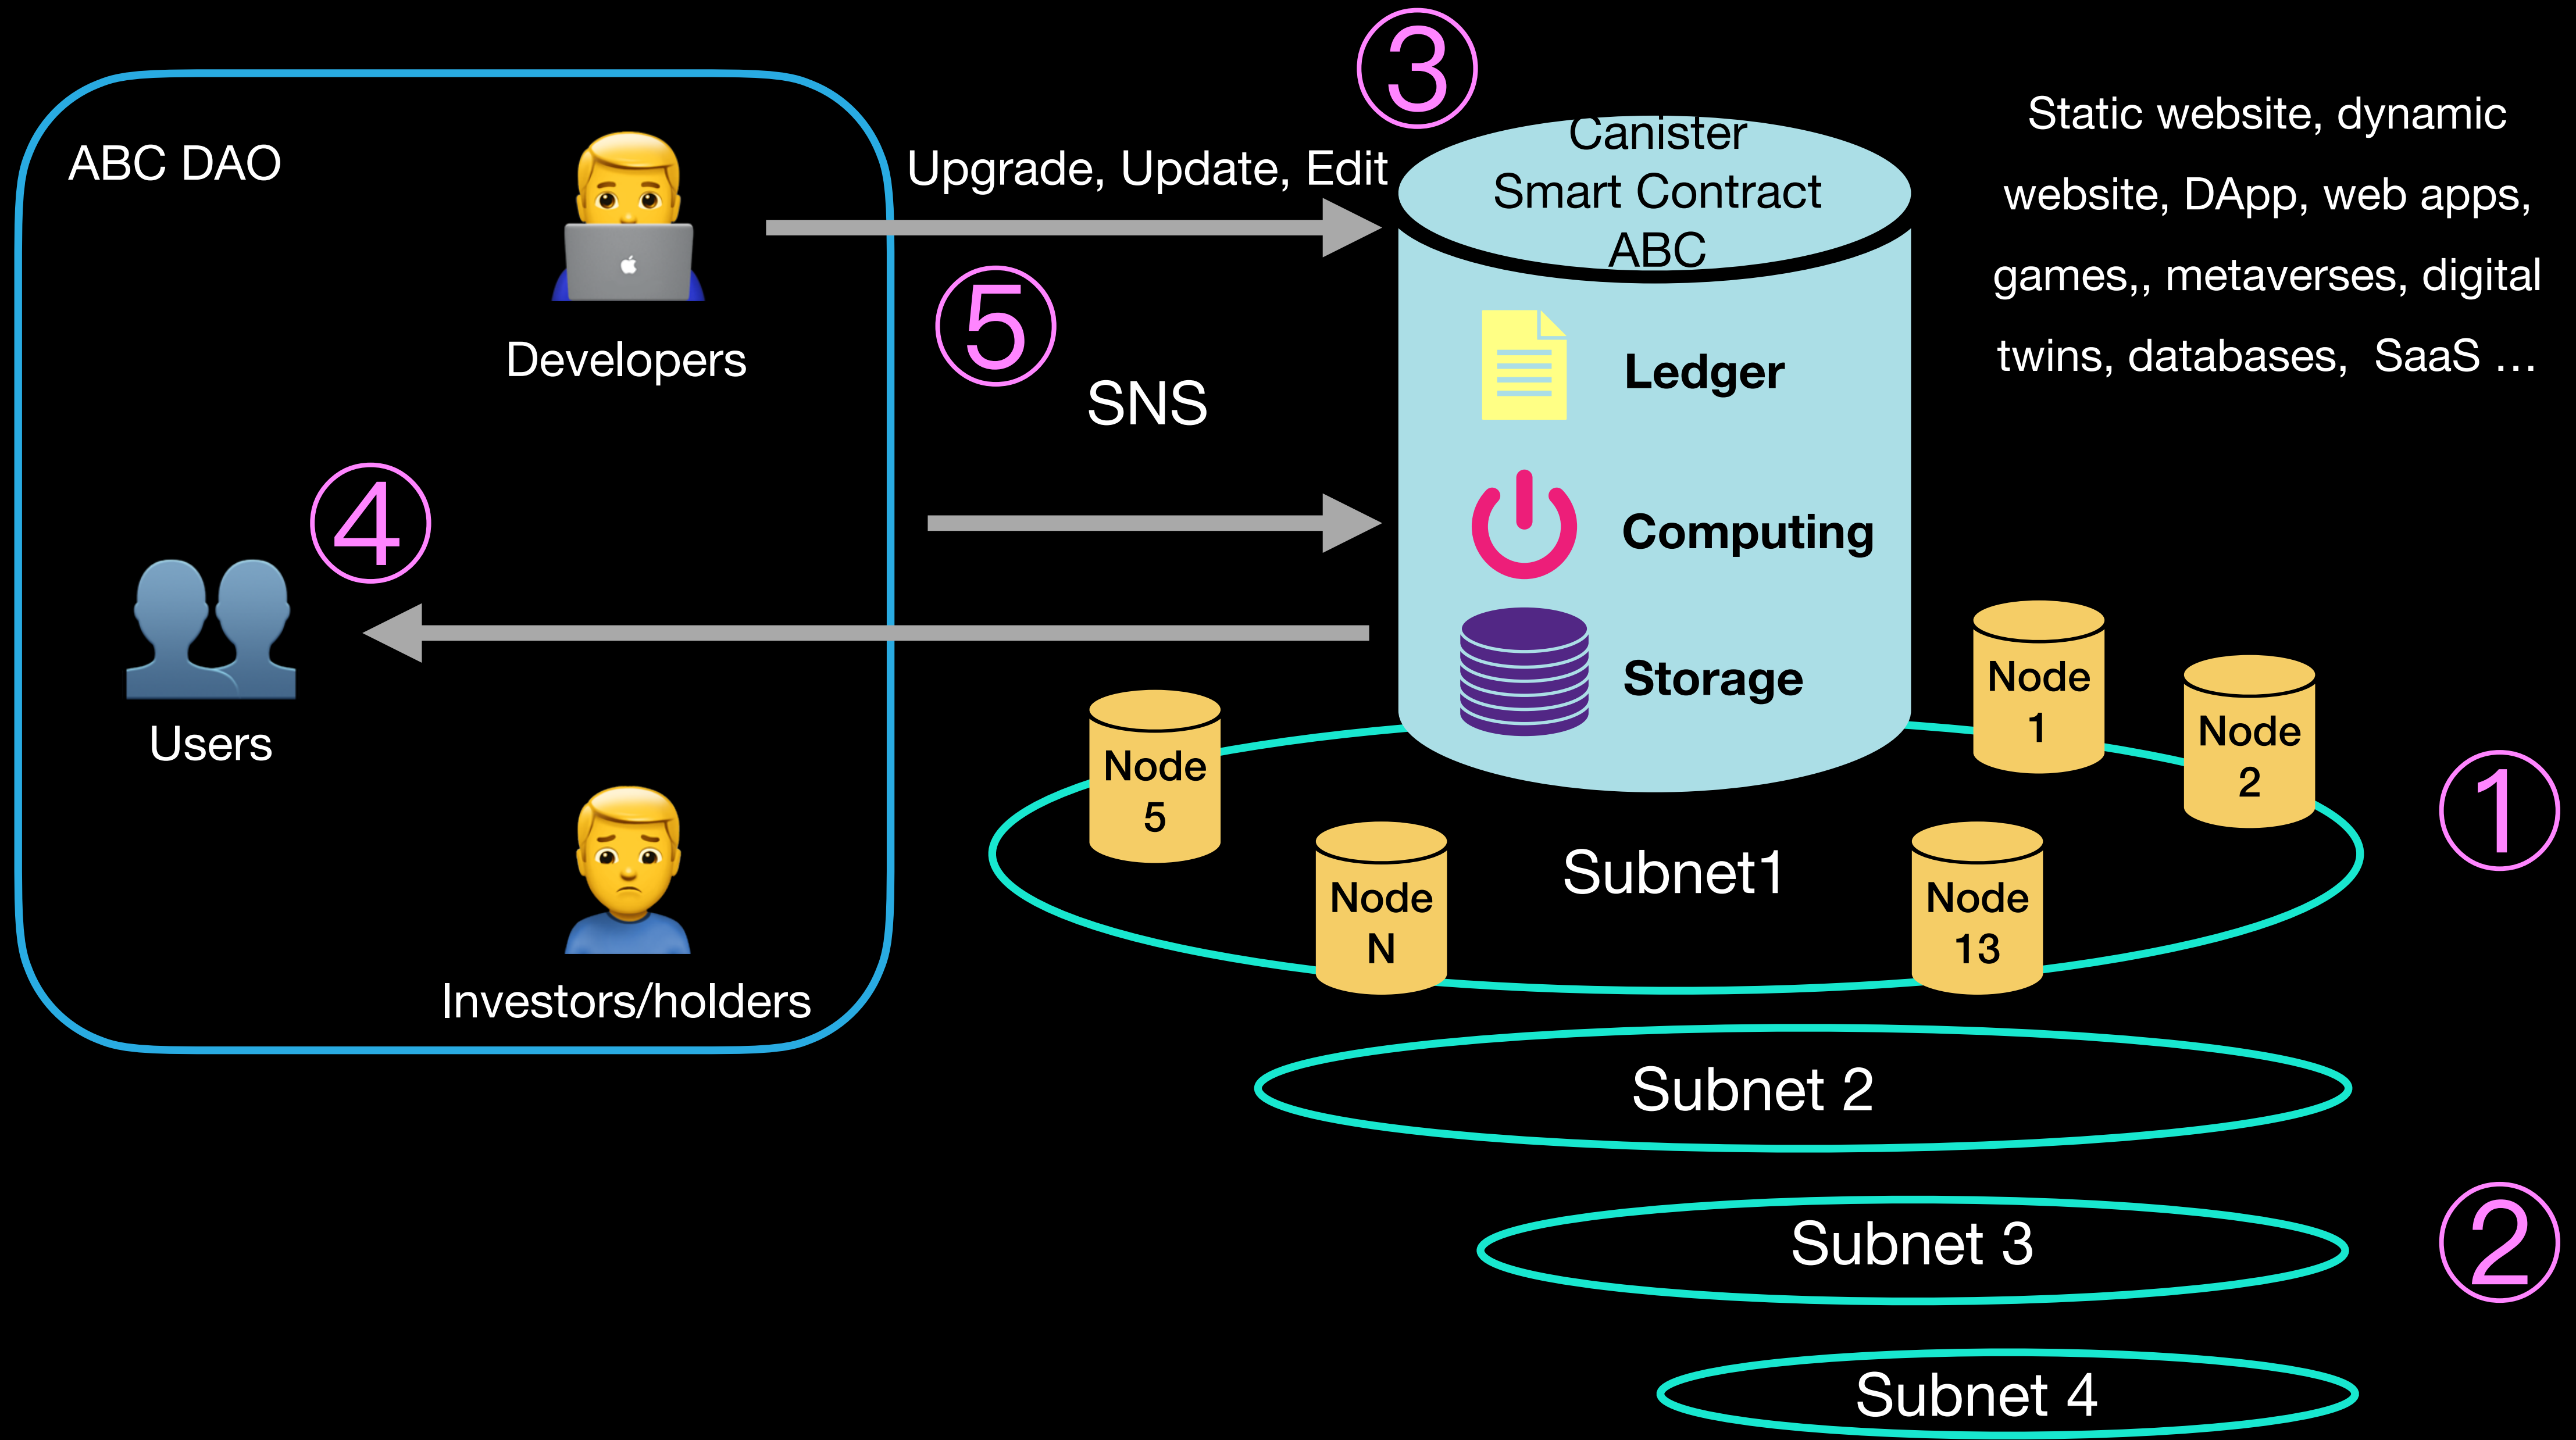 ③
Canister
Smart Contract
ABC
Static website, dynamic
website, DApp, web apps,
games,, metaverses, digital
twins, databases, SaaS …
ABC DAO
Upgrade, Update, Edit
Developers
⑤
SNS
Ledger
④
Computing
Storage
Users
Node
1
Node
2
Node
5
①
Subnet1
Node
N
Node
13
Investors/holders
Subnet 2
Subnet 3
②
Subnet 4